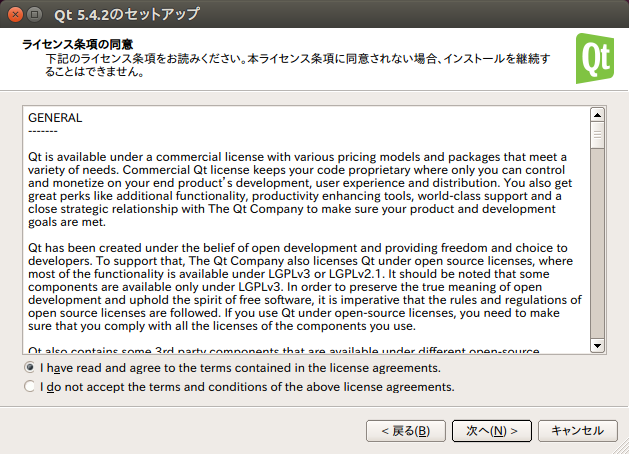 Qt 5.4.2のセットアップ
ライセンス条項の同意
下記のライセンス条項をお読みください。本ライセンス条項に同意されない場合、インストールを継続す
ることはできません。
Qt
GENERAL
-------
Qt is available under a commercial license with various pricing models and packages that meet a
variety of needs. Commercial Qt license keeps your code proprietary where only you can control
and monetize on your end product’s development, user experience and distribution. You also get
great perks like additional functionality, productivity enhancing tools, world-class support and a
close strategic relationship with The Qt Company to make sure your product and development
goals are met.
Qt has been created under the belief of open development and providing freedom and choice to
developers. To support that, The Qt Company also licenses Qt under open source licenses, where
most of the functionality is available under LGPLv3 or LGPLv2.1. It should be noted that some
components are available only under LGPLv3. In order to preserve the true meaning of open
development and uphold the spirit of free software, it is imperative that the rules and regulations of
open source licenses are followed. If you use Qt under open-source licenses, you need to make
sure that you comply with all the licenses of the components you use.
Qt also contains some 3rd party components that are available under different open-source
I have read and agree to the terms contained in the license agreements.
I do not accept the terms and conditions of the above license agreements.
< 戻る(B)
次へ(N) >
キャンセル